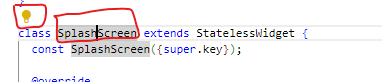 }
class SplashScreen extends StatelessWidget {
const SplashScreen({super.key});
@override